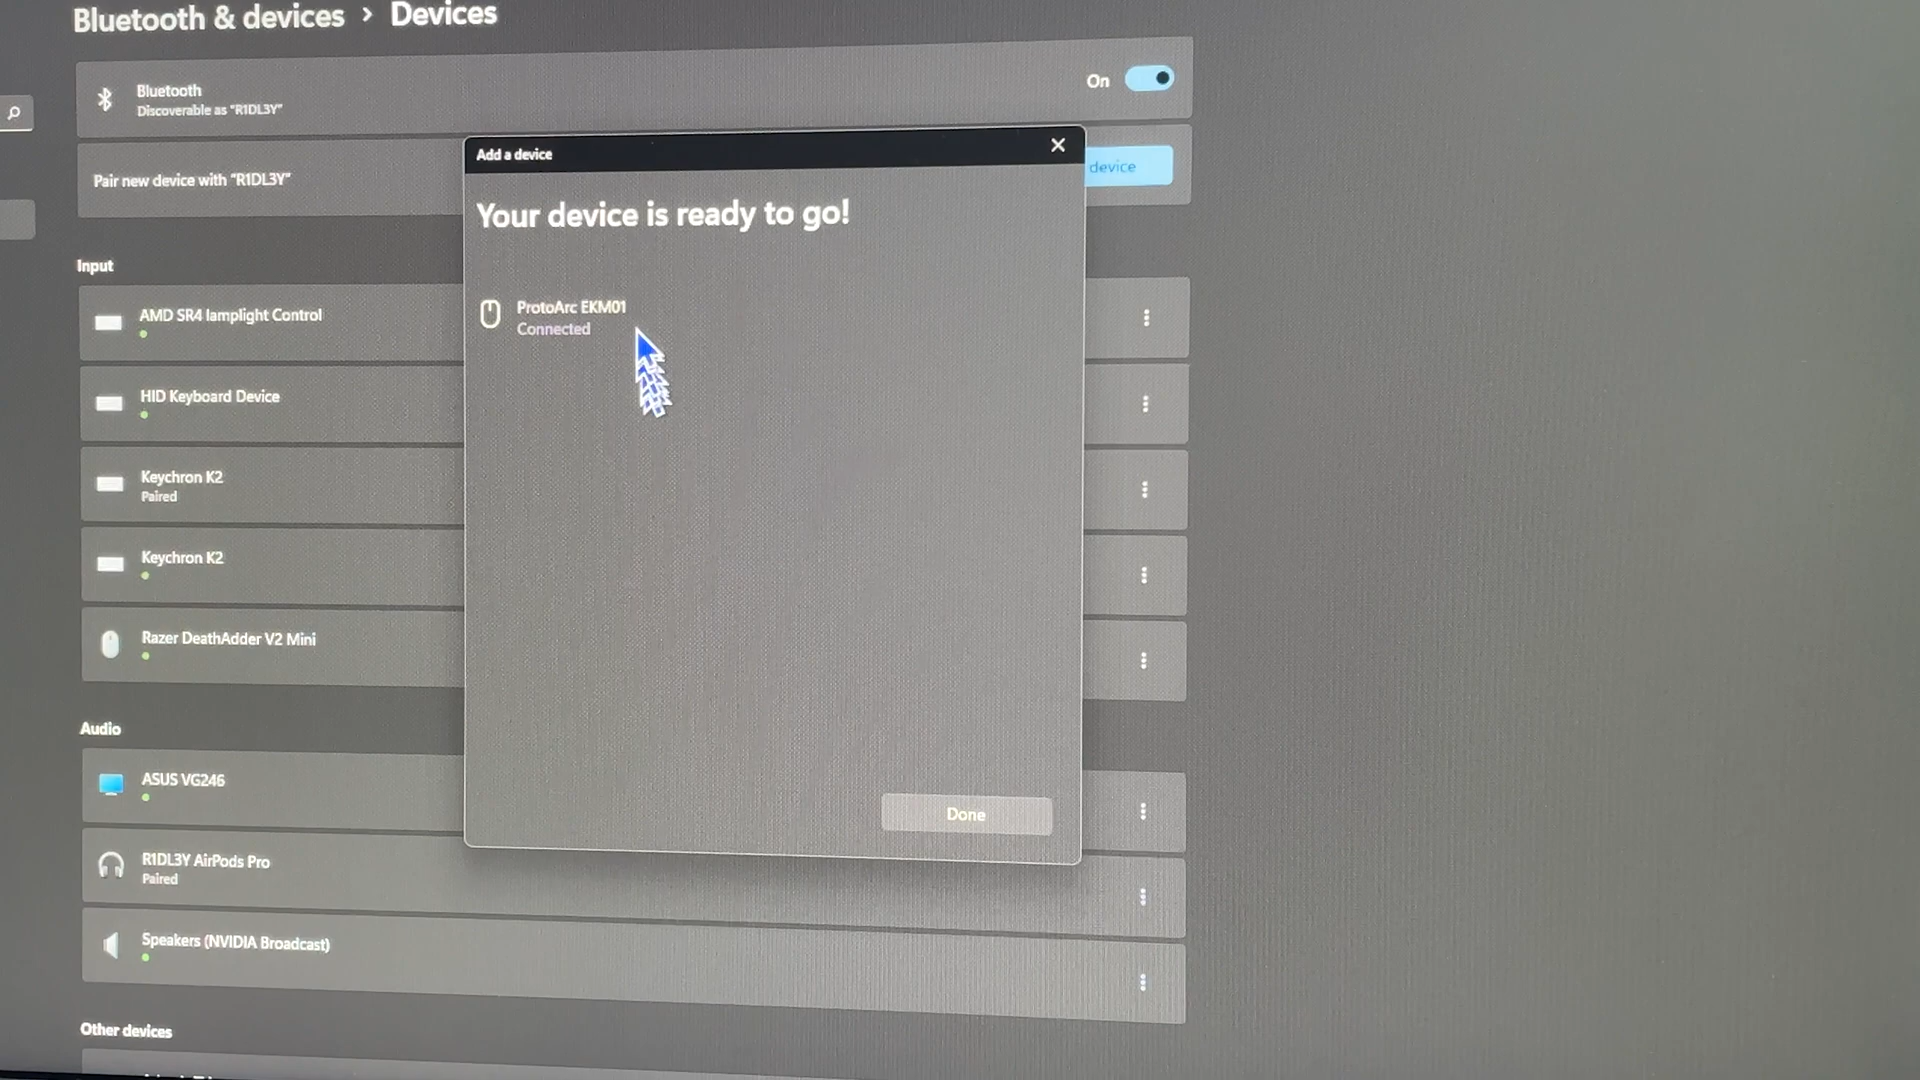 Bluetooth & devices › Devices
Bluetooth
Discoverable as "R1DL3Y"
On
Pair new device with "R1DL3Y"
device
Add a device
Your device is ready to go!
ProtoArc EKM01
Connected
Done
Input
AMD SR4 lamplight Control
HID Keyboard Device
Keychron K2
Paired
Keychron K2
Razer DeathAdder V2 Mini
Audio
ASUS VG246
R1DL3Y AirPods Pro
Paired
Speakers (NVIDIA Broadcast)
Other devices